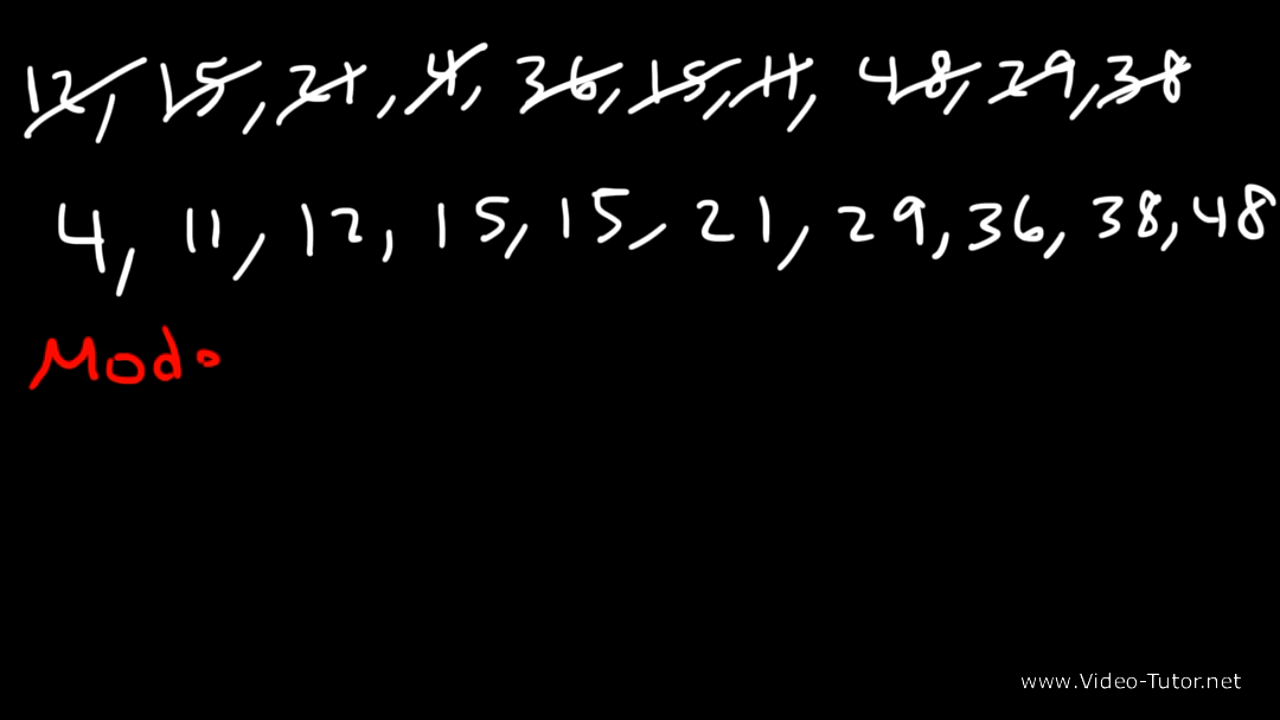 12, 15, 21, 4, 36, 15, 11, 48, 29, 38
4, 11, 12, 15, 15, 21, 29, 36, 38, 48
Mode
www.Video-Tutor.net